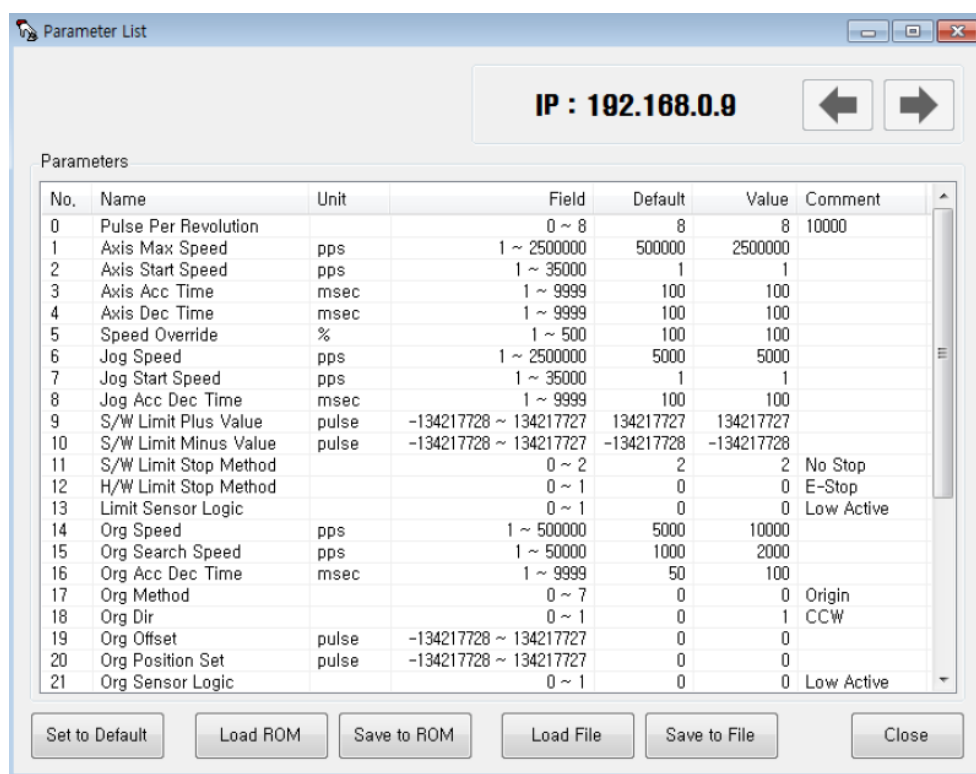 Parameter List
IP : 192.168.0.9
Parameters
No. Name Unit Field Default Value Comment
0 Pulse Per Revolution 0 ~ 8 8 8 10000
1 Axis Max Speed pps 1 ~ 2500000 500000 2500000
2 Axis Start Speed pps 1 ~ 35000 1 1
3 Axis Acc Time msec 1 ~ 9999 100 100
4 Axis Dec Time msec 1 ~ 9999 100 100
5 Speed Override % 1 ~ 500 100 100
6 Jog Speed pps 1 ~ 2500000 5000 5000
7 Jog Start Speed pps 1 ~ 35000 1 1
8 Jog Acc Dec Time msec 1 ~ 9999 100 100
9 S/W Limit Plus Value pulse -134217728 ~ 134217727 134217727 134217727
10 S/W Limit Minus Value pulse -134217728 ~ 134217727 -134217728 -134217728
11 S/W Limit Stop Method 0 ~ 2 2 2 No Stop
12 H/W Limit Stop Method 0 ~ 1 0 0 E-Stop
13 Limit Sensor Logic 0 ~ 1 0 0 Low Active
14 Org Speed pps 1 ~ 500000 5000 10000
15 Org Search Speed pps 1 ~ 50000 1000 2000
16 Org Acc Dec Time msec 1 ~ 9999 50 100
17 Org Method 0 ~ 7 0 0 Origin
18 Org Dir 0 ~ 1 0 1 CCW
19 Org Offset pulse -134217728 ~ 134217727 0 0
20 Org Position Set pulse -134217728 ~ 134217727 0 0
21 Org Sensor Logic 0 ~ 1 0 0 Low Active
Set to Default Load ROM Save to ROM Load File Save to File Close